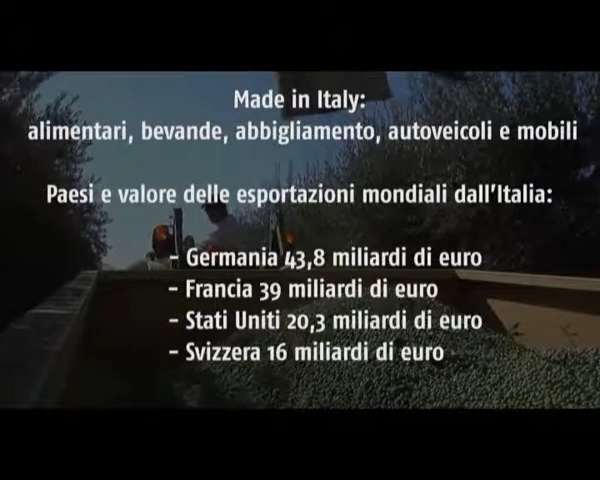 Made in Italy:
alimentari, bevande, abbigliamento, autoveicoli e mobili
Paesi e valore delle esportazioni mondiali dall'Italia:
- Germania 43,8 miliardi di euro
- Francia 39 miliardi di euro
- Stati Uniti 20,3 miliardi di euro
- Svizzera 16 miliardi di euro